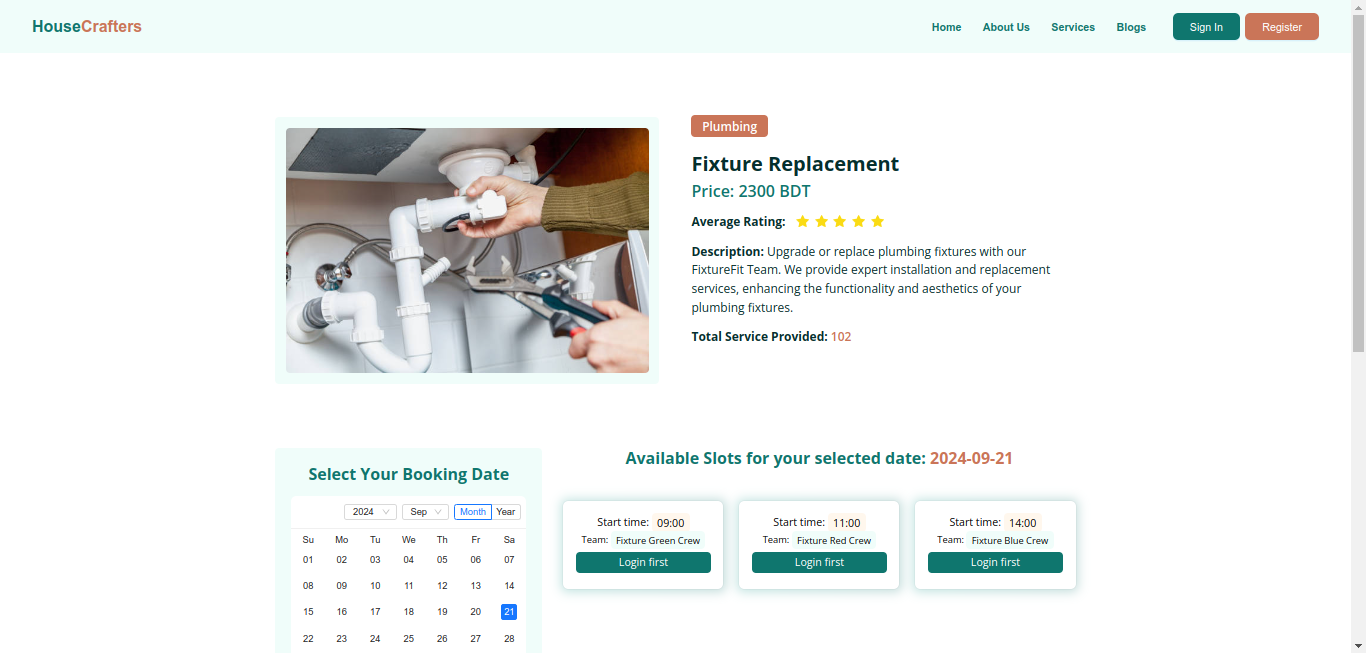 HouseCrafters
Home About Us Services Blogs Sign In Register
Plumbing
Fixture Replacement
Price: 2300 BDT
Average Rating:
Description: Upgrade or replace plumbing fixtures with our
FixtureFit Team. We provide expert installation and replacement
services, enhancing the functionality and aesthetics of your
plumbing fixtures.
Total Service Provided: 102
Select Your Booking Date
2024 Sep Month Year
Su Mo Tu We Th Fr Sa
01 02 03 04 05 06 07
08 09 10 11 12 13 14
15 16 17 18 19 20 21
22 23 24 25 26 27 28
Available Slots for your selected date: 2024-09-21
Start time: 09:00
Team: Fixture Green Crew
Login first
Start time: 11:00
Team: Fixture Red Crew
Login first
Start time: 14:00
Team: Fixture Blue Crew
Login first